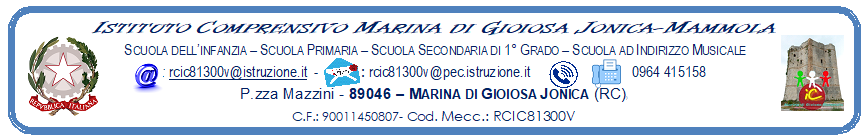 ISTITUTO COMPRENSIVO MARINA DI GIOIOSA JONICA-MAMMOLA
SCUOLA DELL'INFANZIA – SCUOLA PRIMARIA – SCUOLA SECONDARIA DI 1° GRADO – SCUOLA AD INDIRIZZO MUSICALE
@ : rcic81300v@istruzione.it - : rcic81300v@pec.istruzione.it 0964 415158
P.zza Mazzini - 89046 – MARINA DI GIOIOSA JONICA (RC)
C.F.: 90011450807- Cod. Mecc.: RCIC81300V
REPVBBLICA ITALIANA
iC